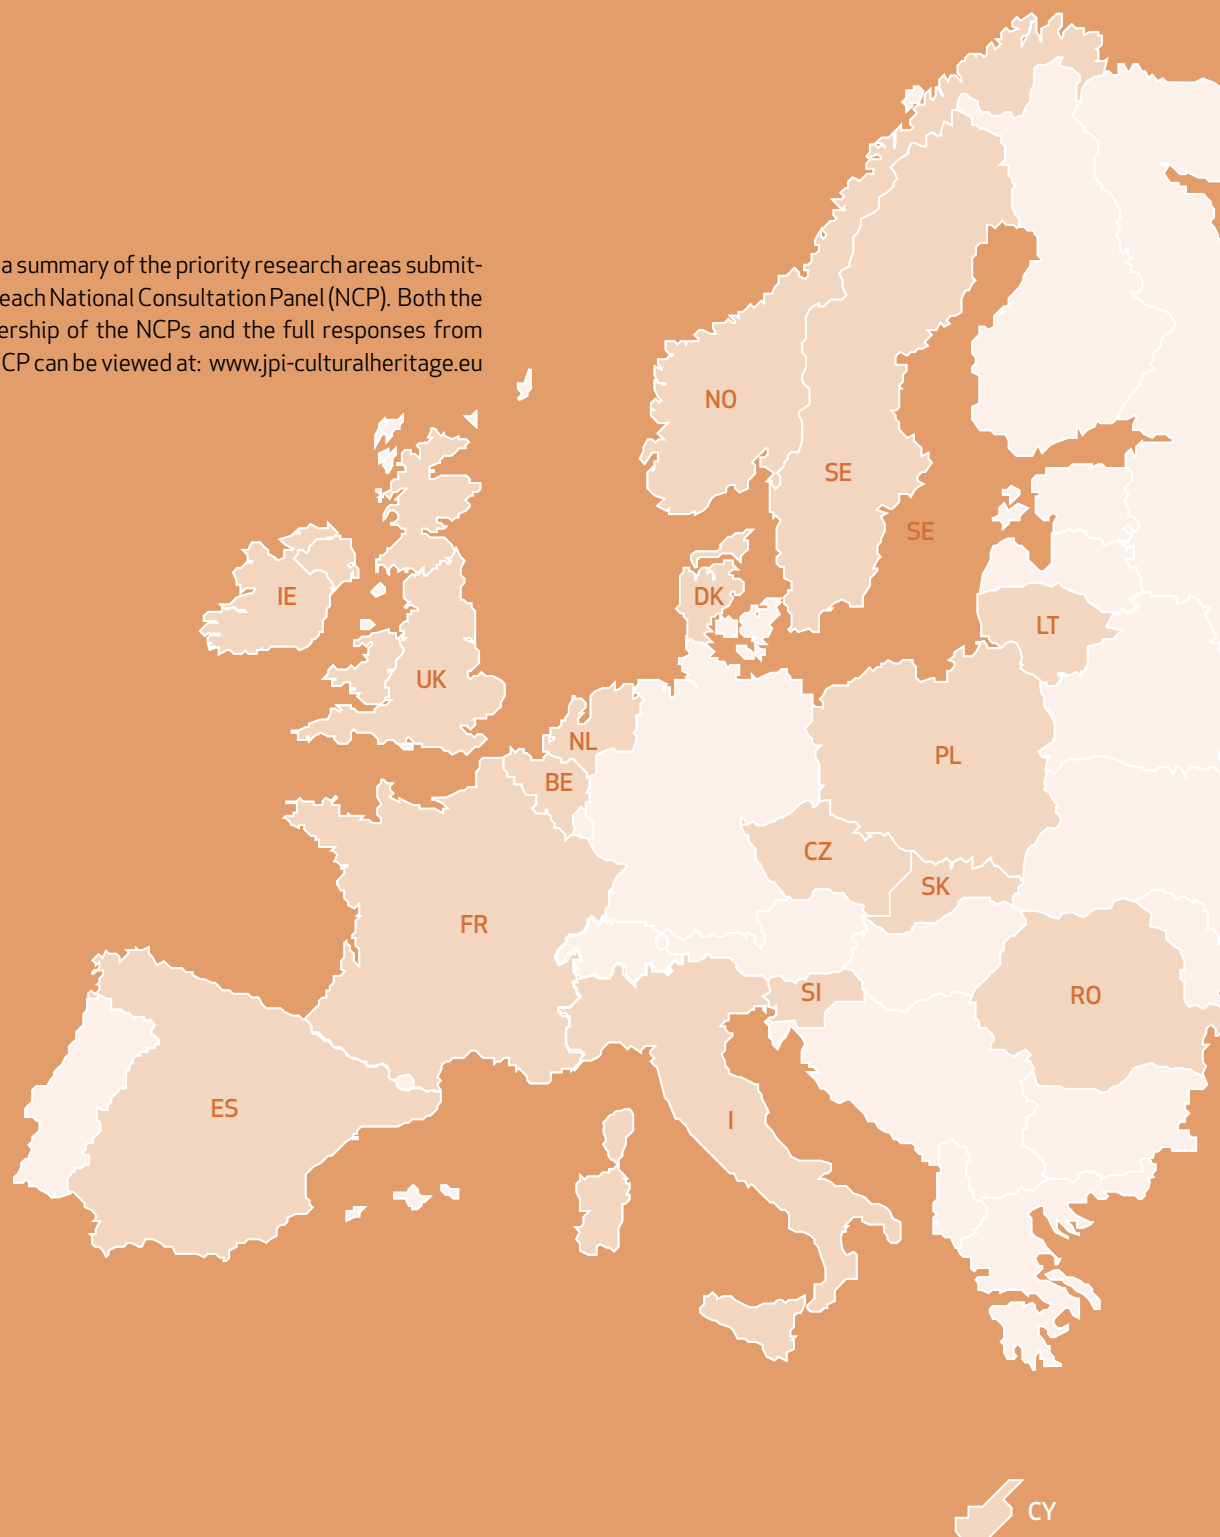 a summary of the priority research areas submit-
each National Consultation Panel (NCP). Both the
ership of the NCPs and the full responses from
CP can be viewed at: www.jpi-culturalheritage.eu
NO
SE
SE
IE
DK
LT
UK
NL
PL
BE
CZ
SK
FR
SI
RO
ES
I
CY